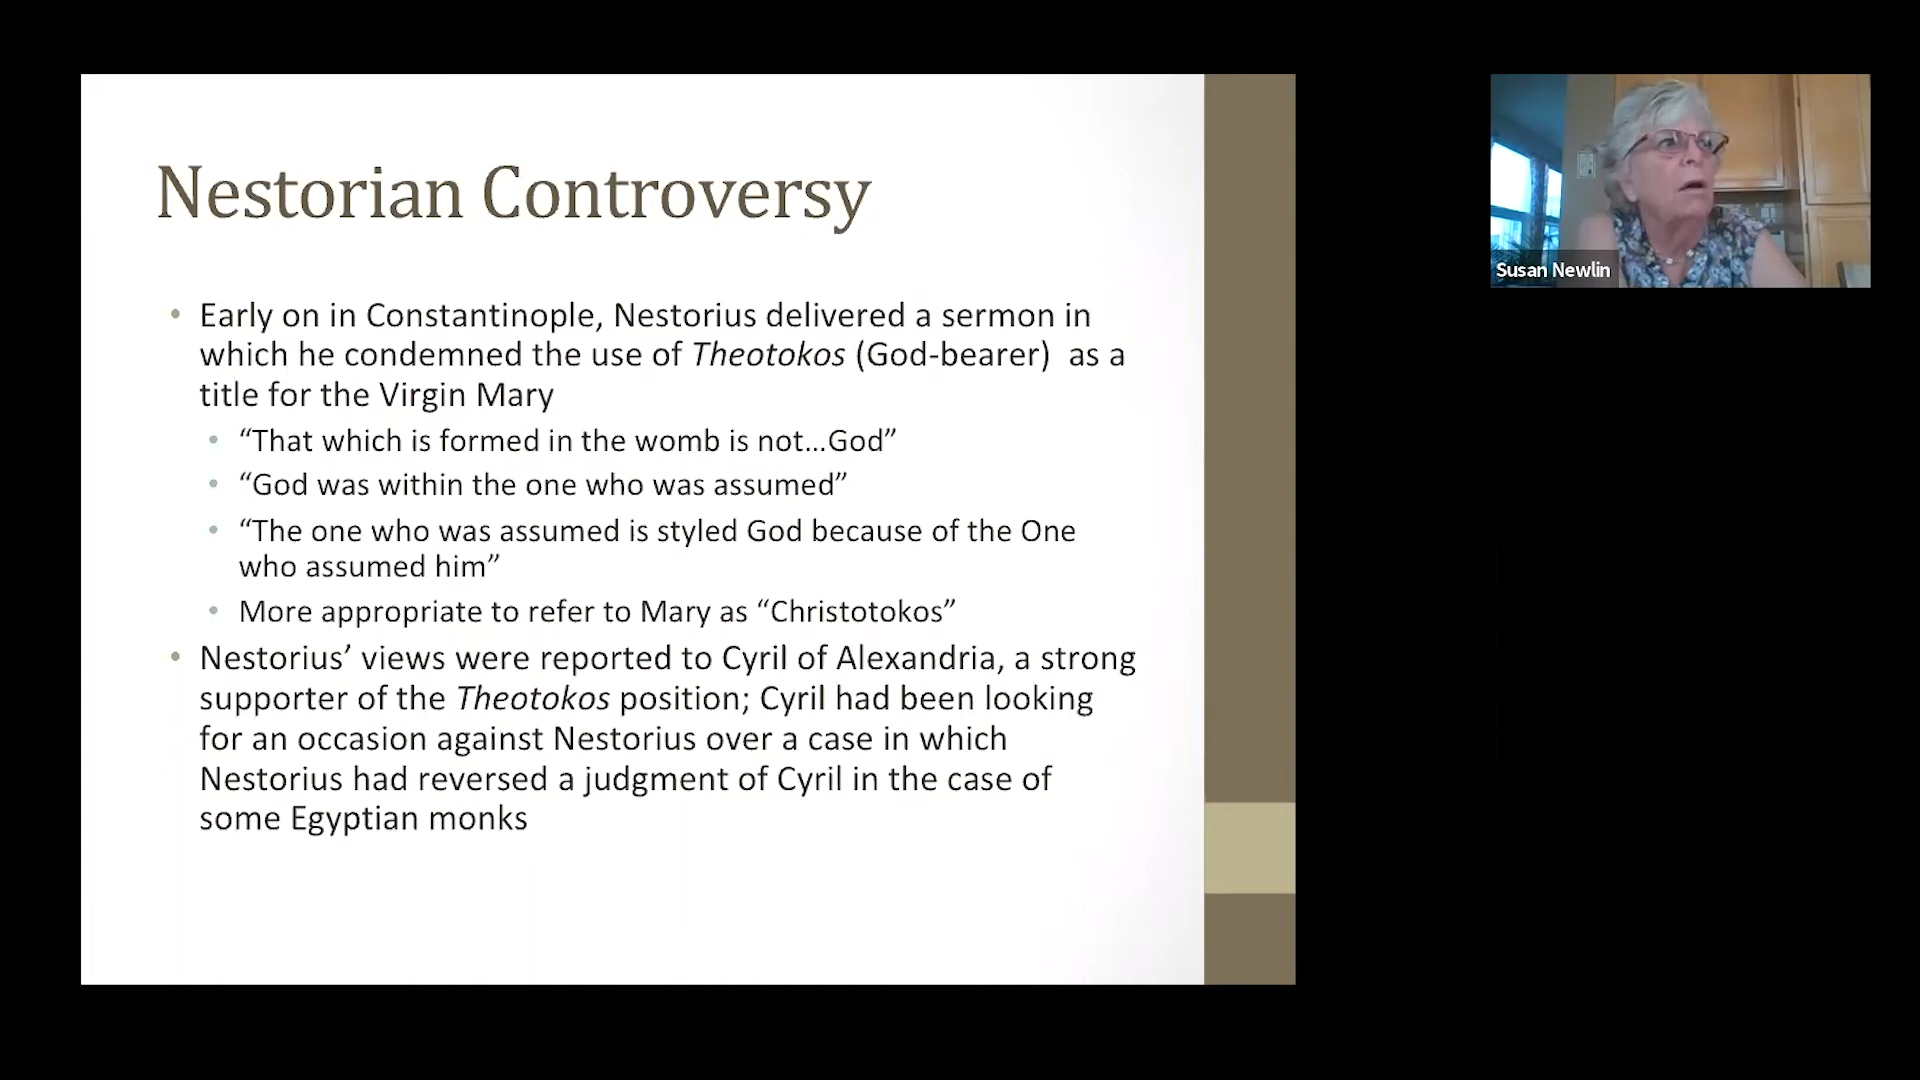 Nestorian Controversy
• Early on in Constantinople, Nestorius delivered a sermon in
which he condemned the use of Theotokos (God-bearer)  as a
title for the Virgin Mary
• “That which is formed in the womb is not…God”
• “God was within the one who was assumed”
• “The one who was assumed is styled God because of the One
who assumed him”
• More appropriate to refer to Mary as “Christotokos”
• Nestorius’ views were reported to Cyril of Alexandria, a strong
supporter of the Theotokos position; Cyril had been looking
for an occasion against Nestorius over a case in which
Nestorius had reversed a judgment of Cyril in the case of
some Egyptian monks
Susan Newlin